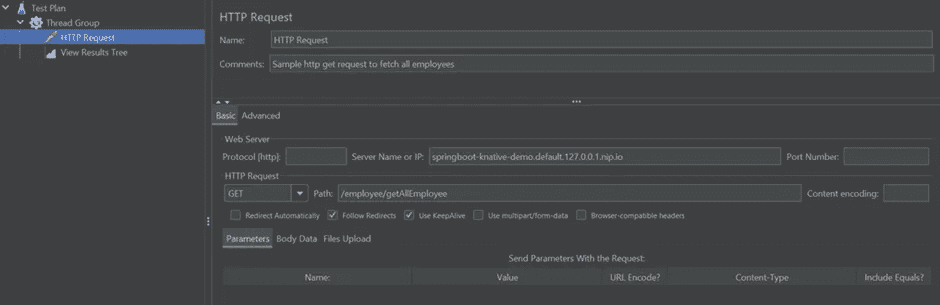 Test Plan
Thread Group
HTTP Request
View Results Tree
HTTP Request
Name: HTTP Request
Comments: Sample http get request to fetch all employees
Basic Advanced
Web Server
Protocol [http]: Server Name or IP: springboot-knative-demo.default.127.0.0.1.nip.io Port Number:
HTTP Request
GET Path: /employee/getAllEmployee Content encoding:
Redirect Automatically Follow Redirects Use KeepAlive Use multipart/form-data Browser-compatible headers
Parameters Body Data Files Upload
Send Parameters With the Request:
Name: Value URL Encode? Content-Type Include Equals?